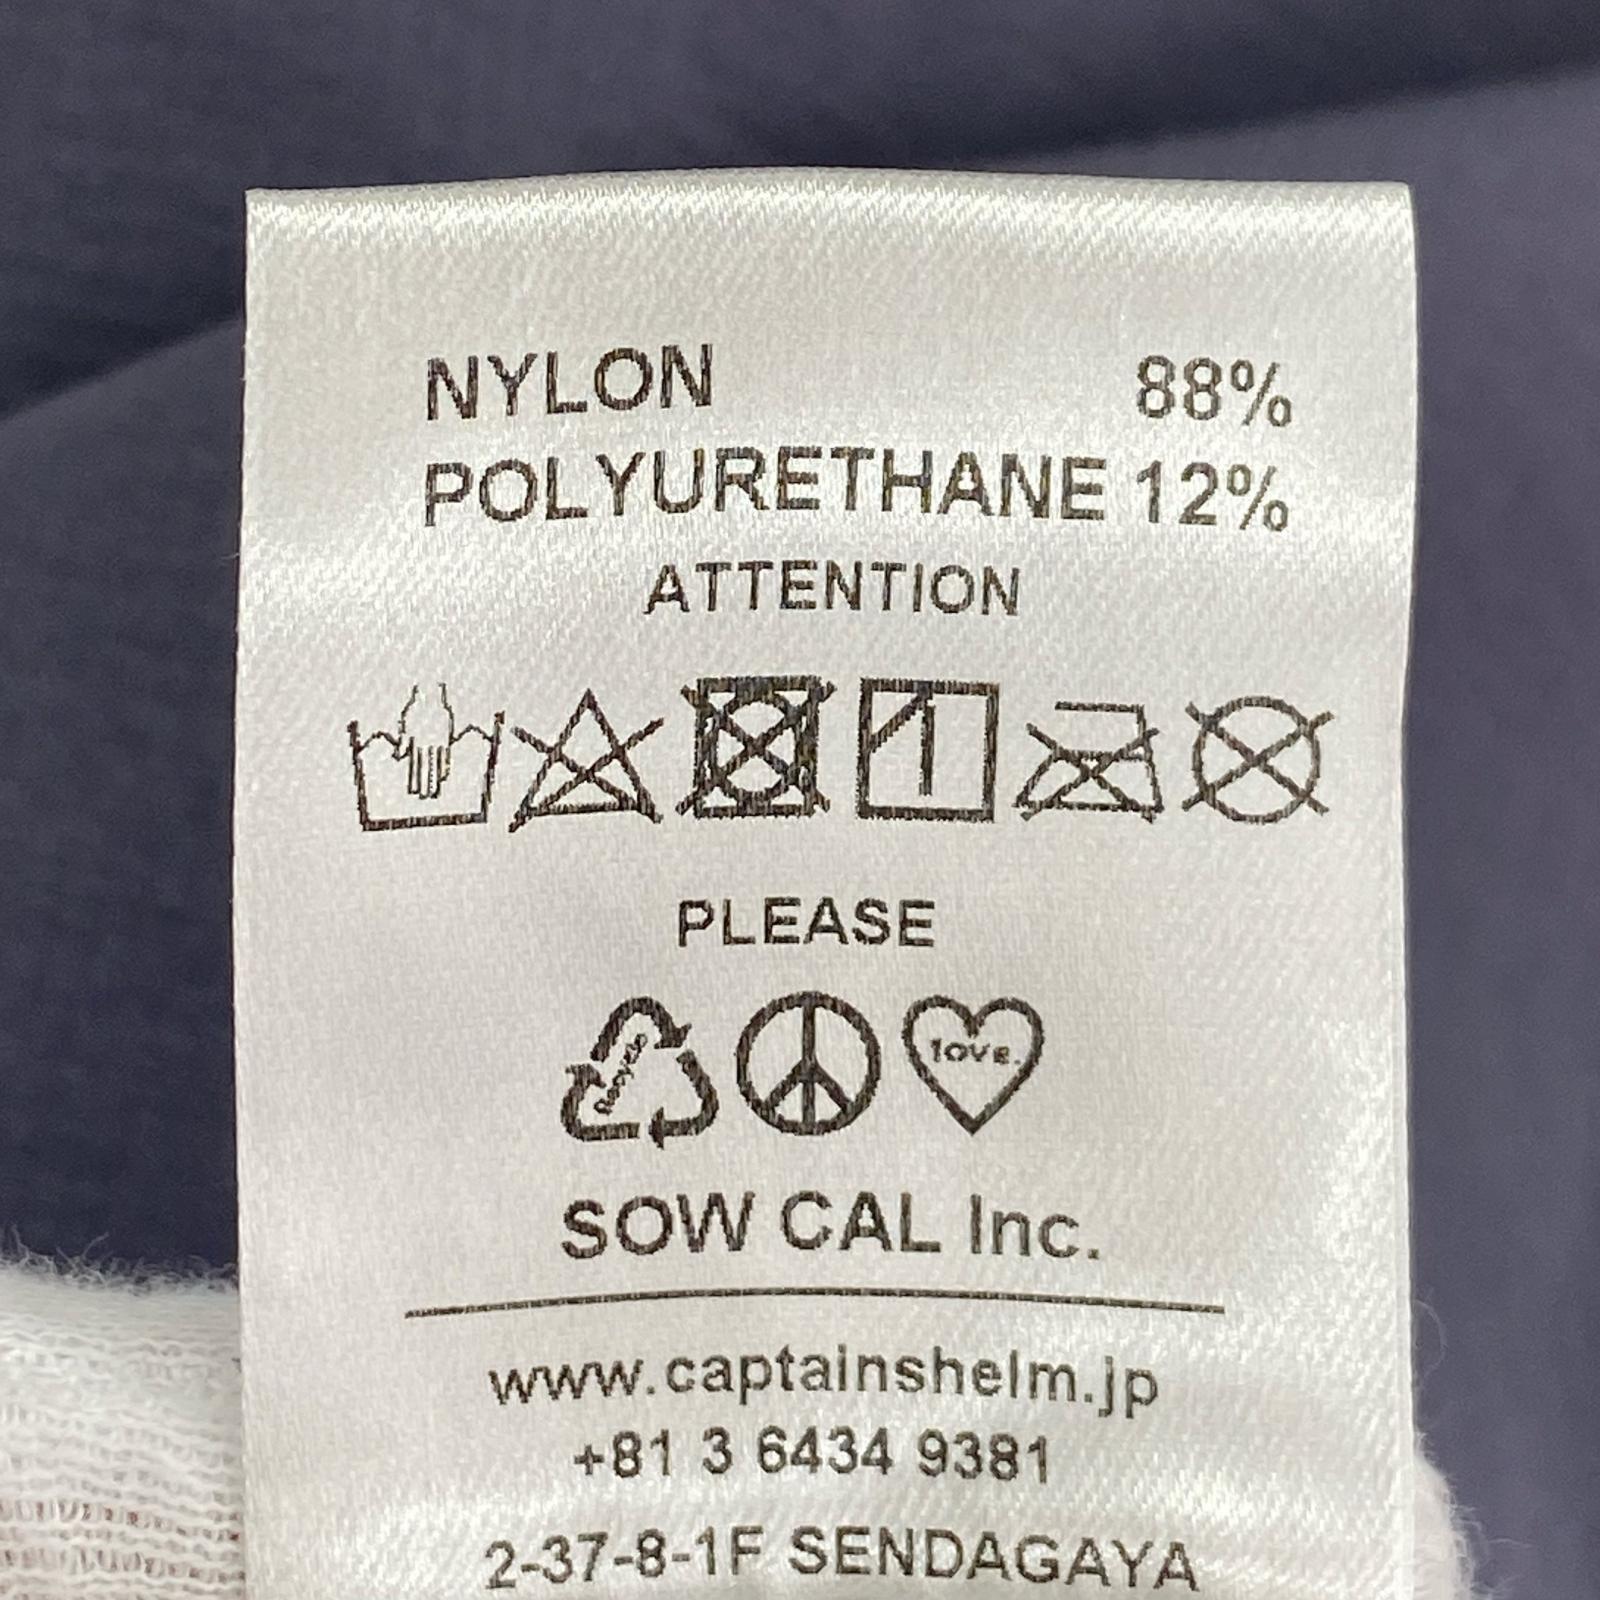 NYLON 88%
POLYURETHANE 12%
ATTENTION
PLEASE
Recycle
love.
SOW CAL Inc.
www.captainshelm.jp
+81 3 6434 9381
2-37-8-1F SENDAGAYA